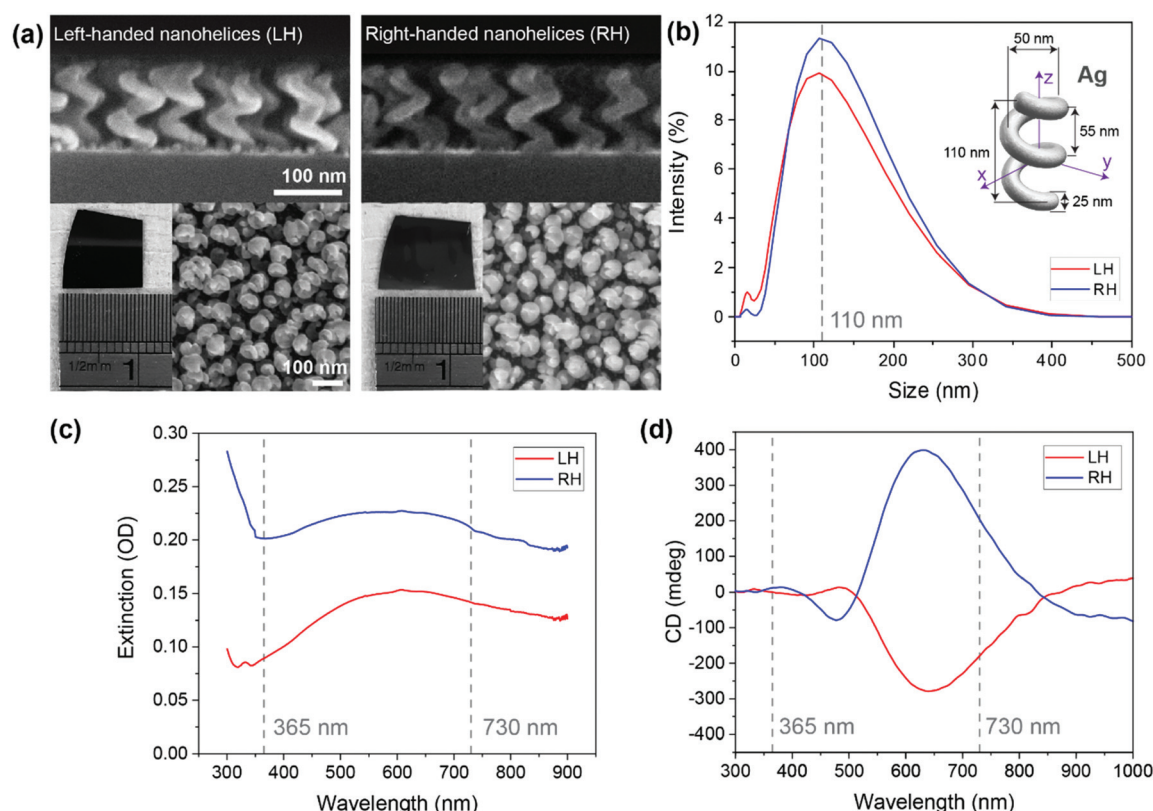 (a)
Left-handed nanohelices (LH)
Right-handed nanohelices (RH)
100 nm
1/2mm 1
100 nm
1/2mm 1
(b)
12
10
8
6
4
2
0
Intensity (%)
0 100 200 300 400 500
Size (nm)
110 nm
50 nm
Ag
z
55 nm
110 nm
y
x
25 nm
LH
RH
(c)
0.30
0.25
0.20
0.15
0.10
0.05
0.00
Extinction (OD)
LH
RH
365 nm
730 nm
300 400 500 600 700 800 900
Wavelength (nm)
(d)
400
300
200
100
0
-100
-200
-300
-400
CD (mdeg)
LH
RH
365 nm
730 nm
300 400 500 600 700 800 900 1000
Wavelength (nm)